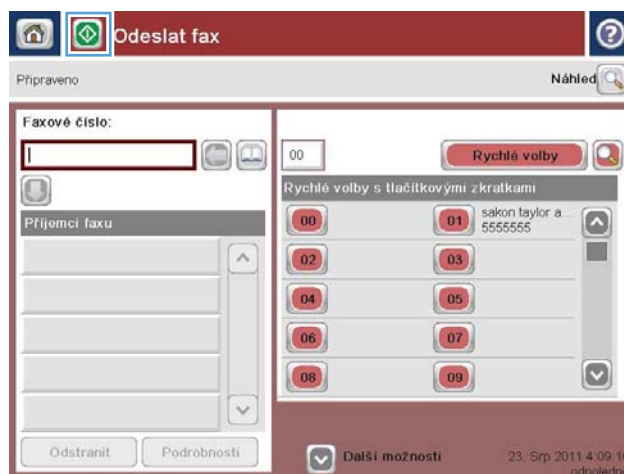 Odeslat fax
?
Připraveno
Náhled
Faxové číslo:
00
Rychlé volby
Rychlé volby s tlačítkovými zkratkami
Příjemci faxu
00
01 sakon taylor a...
5555555
02 03
04 05
06 07
08 09
Odstranit Podrobnosti
Další možnosti
23. Srp 2011 4:09:1
odpoledne